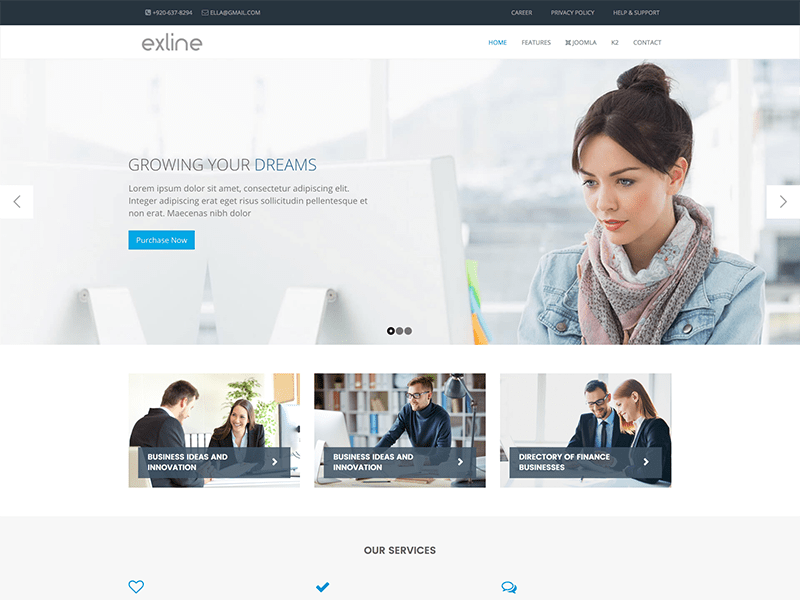 +920-637-8294 ELLA@GMAIL.COM CAREER PRIVACY POLICY HELP & SUPPORT
exline HOME FEATURES JOOMLA K2 CONTACT
GROWING YOUR DREAMS
Lorem ipsum dolor sit amet, consectetur adipiscing elit.
Integer adipiscing erat eget risus sollicitudin pellentesque et
non erat. Maecenas nibh dolor
Purchase Now
BUSINESS IDEAS AND
INNOVATION
BUSINESS IDEAS AND
INNOVATION
DIRECTORY OF FINANCE
BUSINESSES
OUR SERVICES